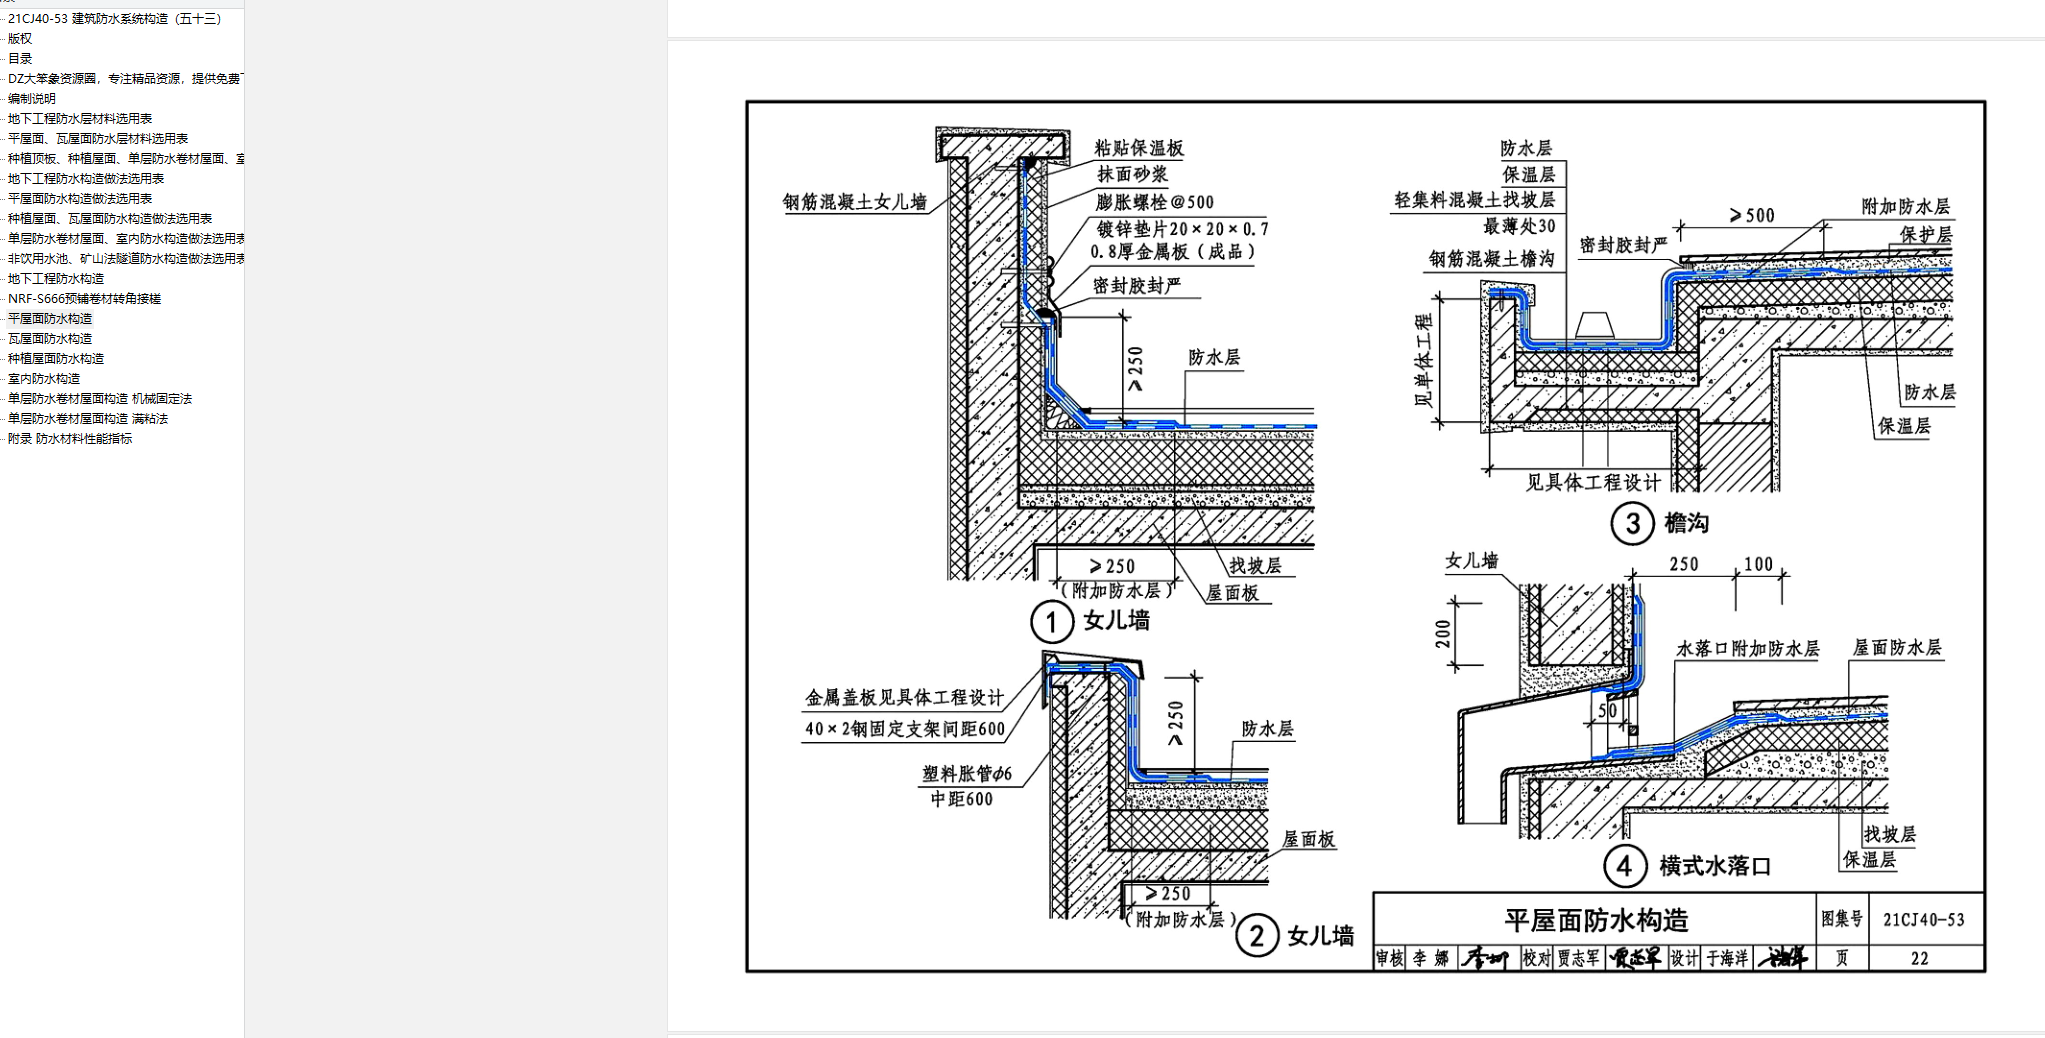 21CJ40-53 建筑防水系统构造（五十三）
版权
目录
DZ大笨象资源圈，专注精品资源，提供免费
编制说明
地下工程防水层材料选用表
平屋面、瓦屋面防水层材料选用表
种植顶板、种植屋面、单层防水卷材屋面、室
地下工程防水构造做法选用表
平屋面防水构造做法选用表
种植屋面、瓦屋面防水构造做法选用表
单层防水卷材屋面、室内防水构造做法选用表
非饮用水池、矿山法隧道防水构造做法选用表
地下工程防水构造
NRF-S666预铺卷材转角接槎
平屋面防水构造
瓦屋面防水构造
种植屋面防水构造
室内防水构造
单层防水卷材屋面构造 机械固定法
单层防水卷材屋面构造 满粘法
附录 防水材料性能指标
粘贴保温板
抹面砂浆
钢筋混凝土女儿墙
膨胀螺栓@500
镀锌垫片20×20×0.7
0.8厚金属板（成品）
密封胶封严
≥250
防水层
≥250
（附加防水层）
找坡层
屋面板
1 女儿墙
金属盖板见具体工程设计
40×2钢固定支架间距600
塑料胀管φ6
中距600
≥250
防水层
屋面板
≥250
（附加防水层）
2 女儿墙
防水层
保温层
轻集料混凝土找坡层
最薄处30
钢筋混凝土檐沟
密封胶封严
≥500
附加防水层
保护层
见单体工程
防水层
保温层
见具体工程设计
3 檐沟
女儿墙
250
100
200
水落口附加防水层
屋面防水层
50
找坡层
保温层
4 横式水落口
平屋面防水构造
图集号
21CJ40-53
审核 李娜 校对 贾志军 设计 于海洋 页 22